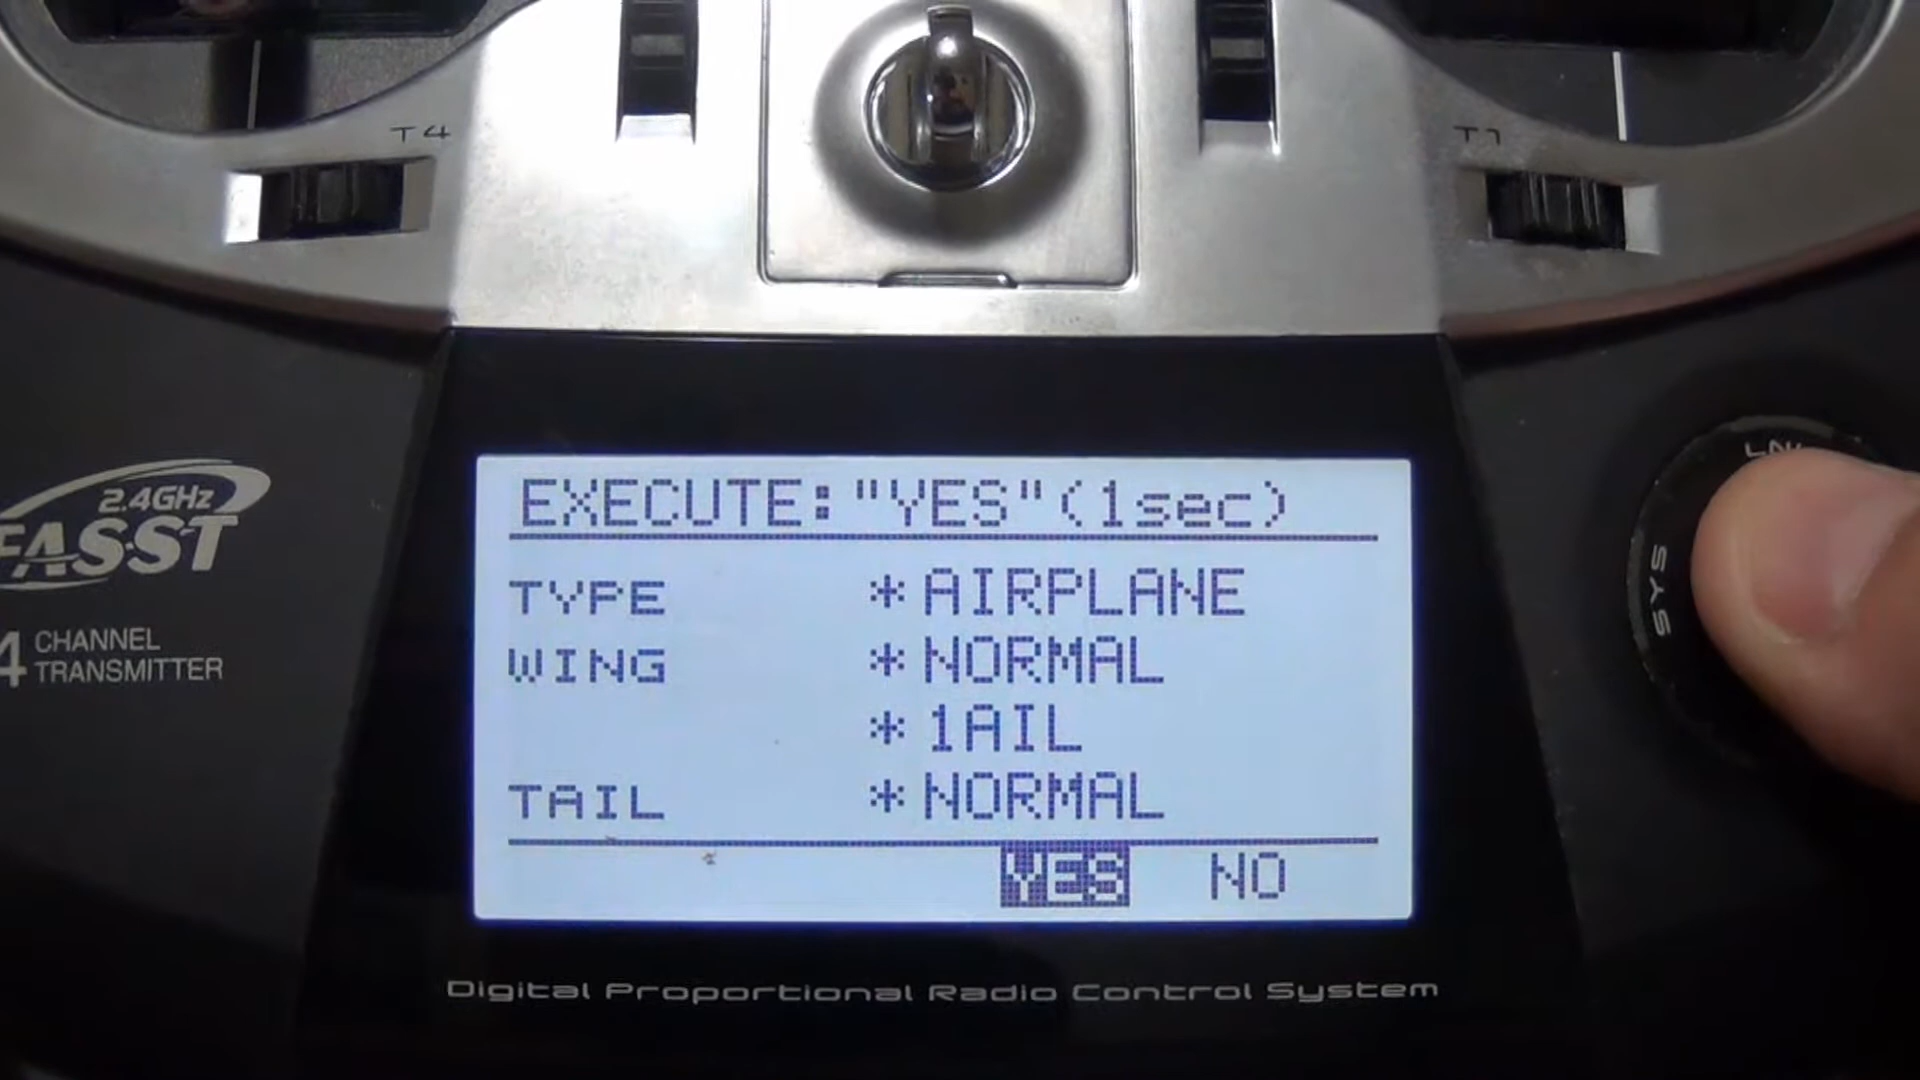 T4
T1
LNK
SYS
2.4GHz
FASST
4 CHANNEL
TRANSMITTER
EXECUTE:"YES"(1sec)
TYPE *AIRPLANE
WING *NORMAL
*1AIL
TAIL *NORMAL
YES NO
Digital Proportional Radio Control System